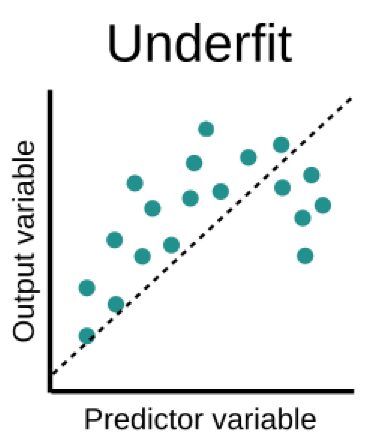 Underfit
Output variable
Predictor variable